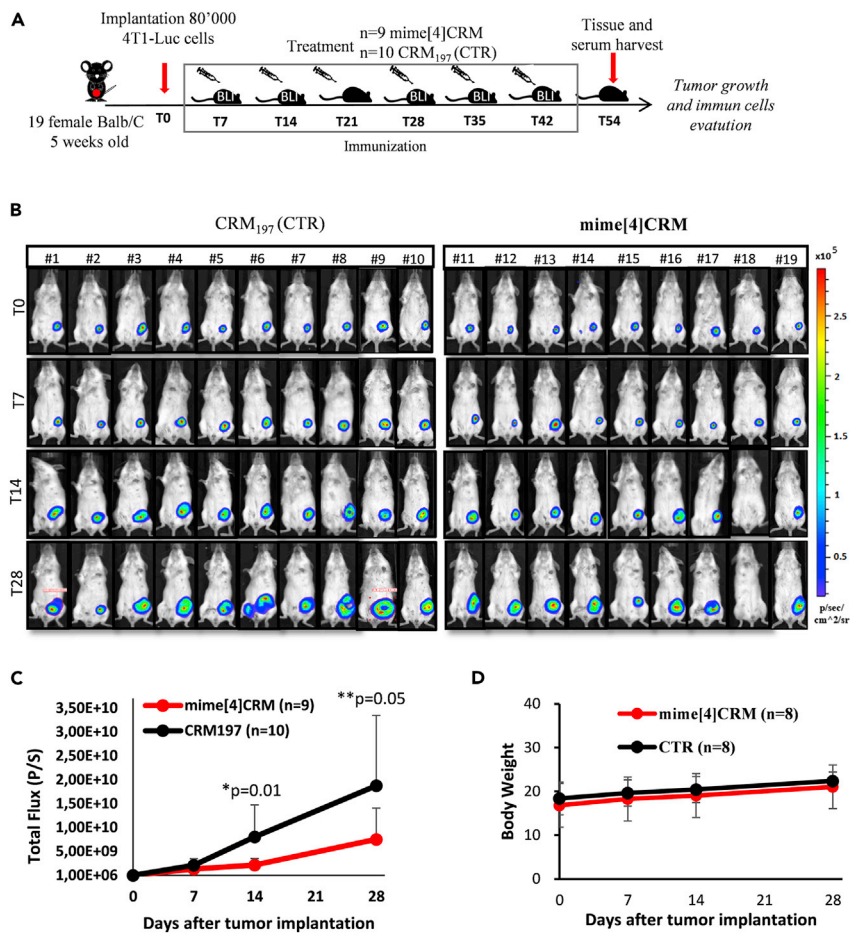 A
Implantation 80'000
4T1-Luc cells
Treatment
n=9 mime[4]CRM
n=10 CRM197 (CTR)
Tissue and
serum harvest
BLI BLI BLI BLI BLI
19 female Balb/C
5 weeks old
T0 T7 T14 T21 T28 T35 T42 T54
Immunization
Tumor growth
and immun cells
evatution
B
CRM197 (CTR) mime[4]CRM
#1 #2 #3 #4 #5 #6 #7 #8 #9 #10 #11 #12 #13 #14 #15 #16 #17 #18 #19
T0
T7
T14
T28
x10^5
3
2.5
2
1.5
1
0.5
p/sec/
cm^2/sr
C
mime[4]CRM (n=9)
CRM197 (n=10)
*p=0.01
**p=0.05
Total Flux (P/S)
3,50E+10
3,00E+10
2,50E+10
2,00E+10
1,50E+10
1,00E+10
5,00E+09
1,00E+06
0 7 14 21 28
Days after tumor implantation
D
mime[4]CRM (n=8)
CTR (n=8)
Body Weight
40
30
20
10
0
0 7 14 21 28
Days after tumor implantation